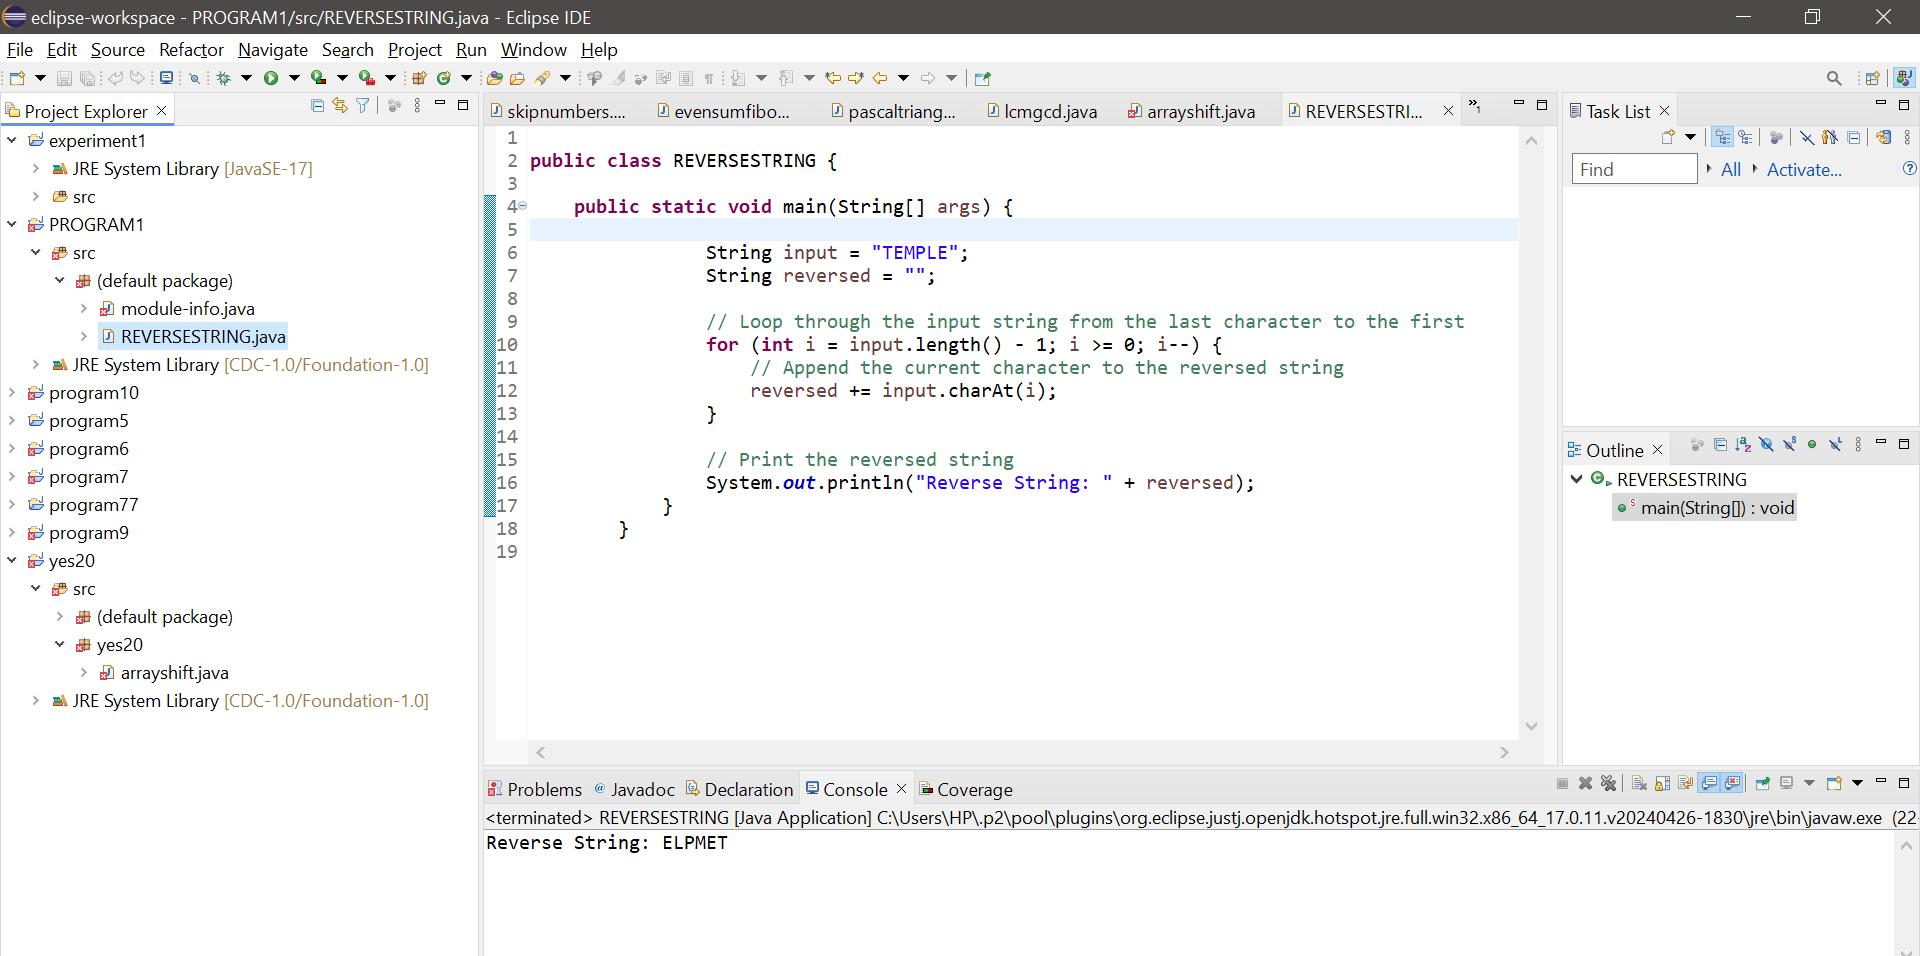 eclipse-workspace - PROGRAM1/src/REVERSESTRING.java - Eclipse IDE
File Edit Source Refactor Navigate Search Project Run Window Help
Project Explorer
experiment1
JRE System Library [JavaSE-17]
src
PROGRAM1
src
(default package)
module-info.java
REVERSESTRING.java
JRE System Library [CDC-1.0/Foundation-1.0]
program10
program5
program6
program7
program77
program9
yes20
src
(default package)
yes20
arrayshift.java
JRE System Library [CDC-1.0/Foundation-1.0]
skipnumbers.... evensumfibo... pascaltriang... lcmgcd.java arrayshift.java REVERSESTRI... »1
1
2 public class REVERSESTRING {
3
4 public static void main(String[] args) {
5
6 String input = "TEMPLE";
7 String reversed = "";
8
9 // Loop through the input string from the last character to the first
10 for (int i = input.length() - 1; i >= 0; i--) {
11 // Append the current character to the reversed string
12 reversed += input.charAt(i);
13 }
14
15 // Print the reversed string
16 System.out.println("Reverse String: " + reversed);
17 }
18 }
19
Task List
Find All Activate...
Outline
REVERSESTRING
main(String[]) : void
Problems @ Javadoc Declaration Console Coverage
<terminated> REVERSESTRING [Java Application] C:\Users\HP\.p2\pool\plugins\org.eclipse.justj.openjdk.hotspot.jre.full.win32.x86_64_17.0.11.v20240426-1830\jre\bin\javaw.exe (22-
Reverse String: ELPMET